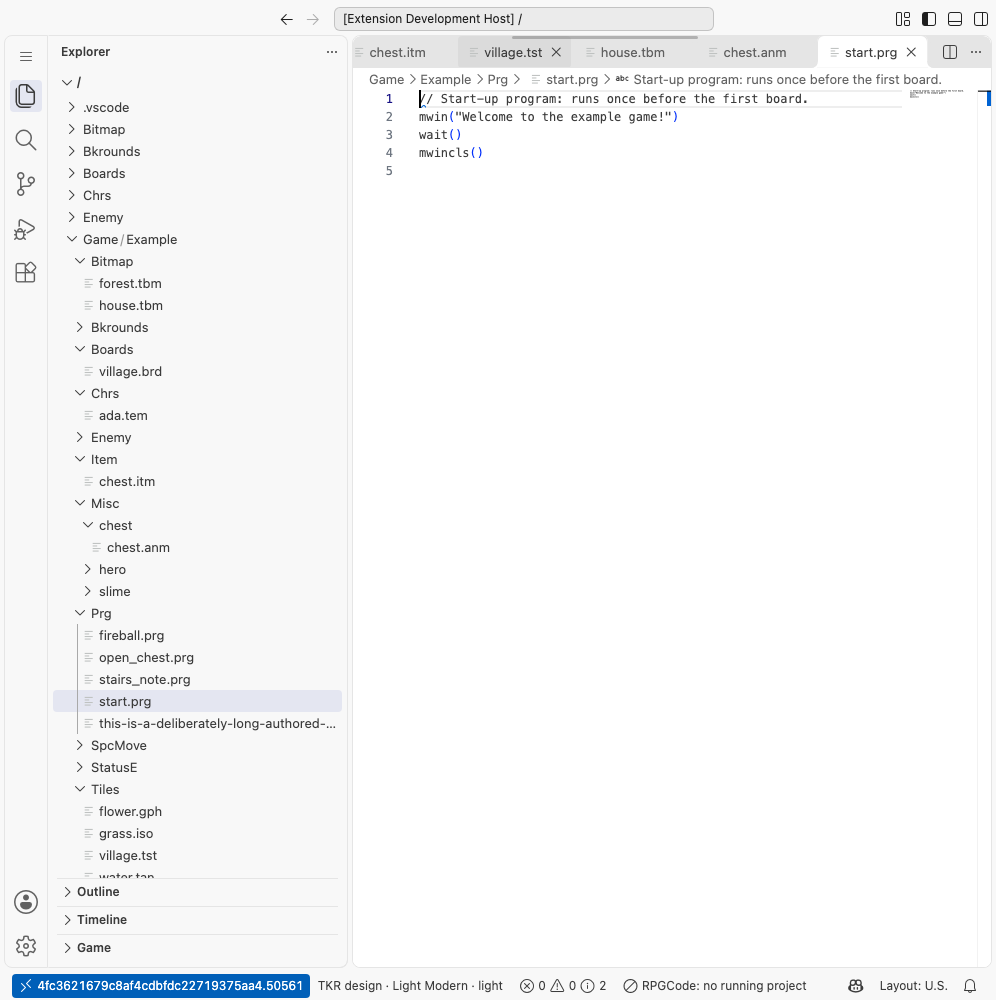 [Extension Development Host] /
Explorer
/
.vscode
Bitmap
Bkrounds
Boards
Chrs
Enemy
Game / Example
Bitmap
forest.tbm
house.tbm
Bkrounds
Boards
village.brd
Chrs
ada.tem
Enemy
Item
chest.itm
Misc
chest
chest.anm
hero
slime
Prg
fireball.prg
open_chest.prg
stairs_note.prg
start.prg
this-is-a-deliberately-long-authored-...
SpcMove
StatusE
Tiles
flower.gph
grass.iso
village.tst
water.tan
Outline
Timeline
Game
chest.itm village.tst house.tbm chest.anm start.prg
Game > Example > Prg > start.prg > abc Start-up program: runs once before the first board.
1 // Start-up program: runs once before the first board.
2 mwin("Welcome to the example game!")
3 wait()
4 mwincls()
5
4fc3621679c8af4cdbfdc22719375aa4.50561 TKR design · Light Modern · light 0 0 2 RPGCode: no running project Layout: U.S.